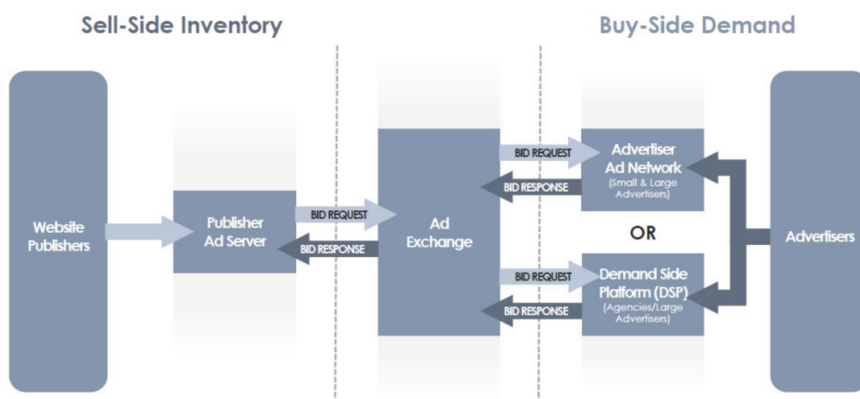 Sell-Side Inventory
Buy-Side Demand
Website
Publishers
Publisher
Ad Server
BID REQUEST
BID RESPONSE
Ad
Exchange
BID REQUEST
BID RESPONSE
BID REQUEST
BID RESPONSE
Advertiser
Ad Network
(Small & Large
Advertisers)
OR
Demand Side
Platform (DSP)
(Agencies/Large
Advertisers)
Advertisers